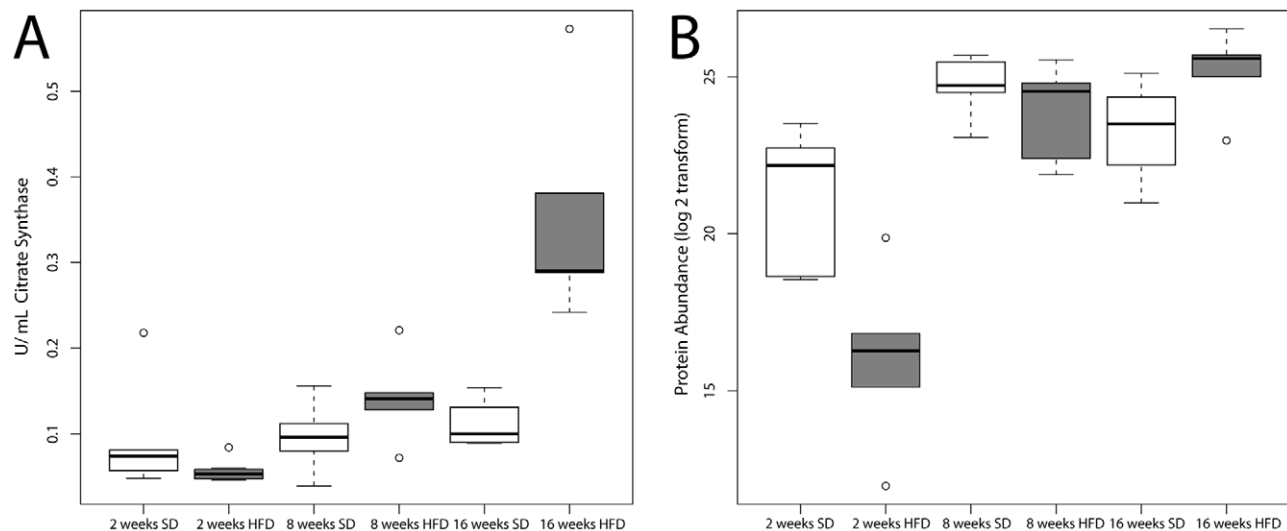 A
U/ mL Citrate Synthase
0.5
0.4
0.3
0.2
0.1
2 weeks SD
2 weeks HFD
8 weeks SD
8 weeks HFD
16 weeks SD
16 weeks HFD
B
Protein Abundance (log 2 transform)
25
20
15
2 weeks SD
2 weeks HFD
8 weeks SD
8 weeks HFD
16 weeks SD
16 weeks HFD